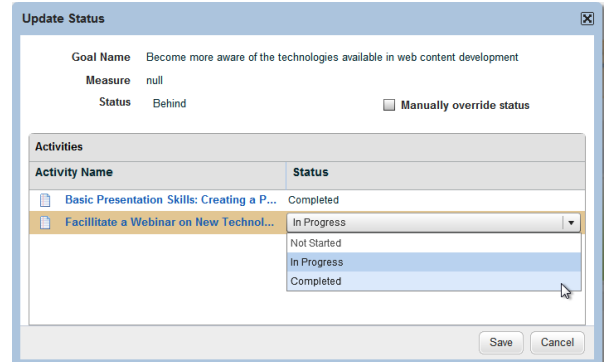 Update Status
Goal Name Become more aware of the technologies available in web content development
Measure null
Status Behind Manually override status
Activities
Activity Name Status
Basic Presentation Skills: Creating a P... Completed
Facillitate a Webinar on New Technol... In Progress
Not Started
In Progress
Completed
Save Cancel